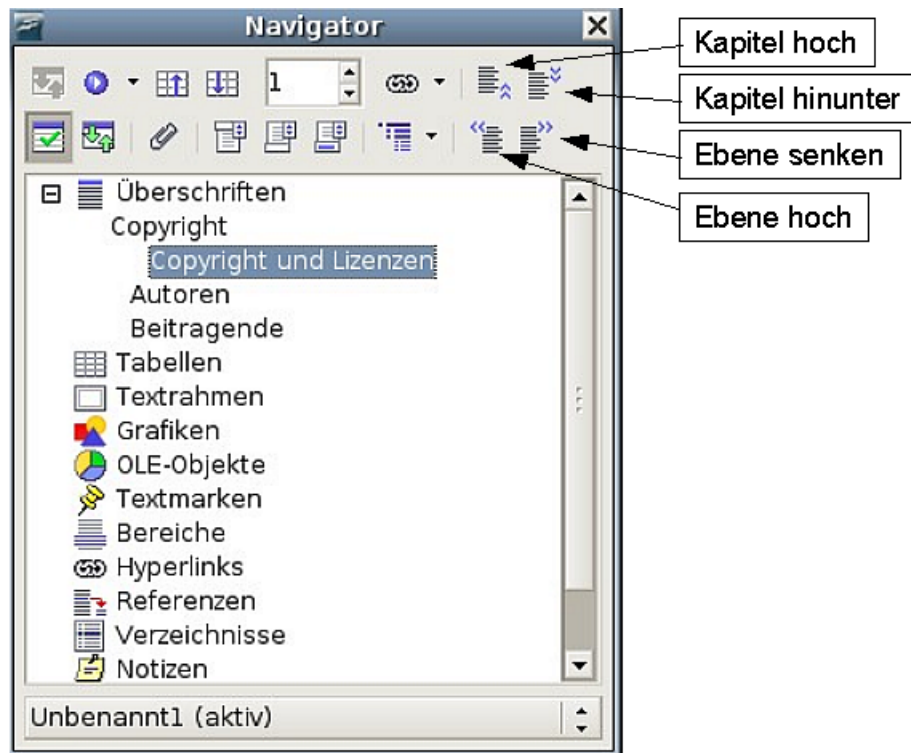 Navigator
Kapitel hoch
Kapitel hinunter
Ebene senken
Ebene hoch
1
Überschriften
Copyright
Copyright und Lizenzen
Autoren
Beitragende
Tabellen
Textrahmen
Grafiken
OLE-Objekte
Textmarken
Bereiche
Hyperlinks
Referenzen
Verzeichnisse
Notizen
Unbenannt1 (aktiv)